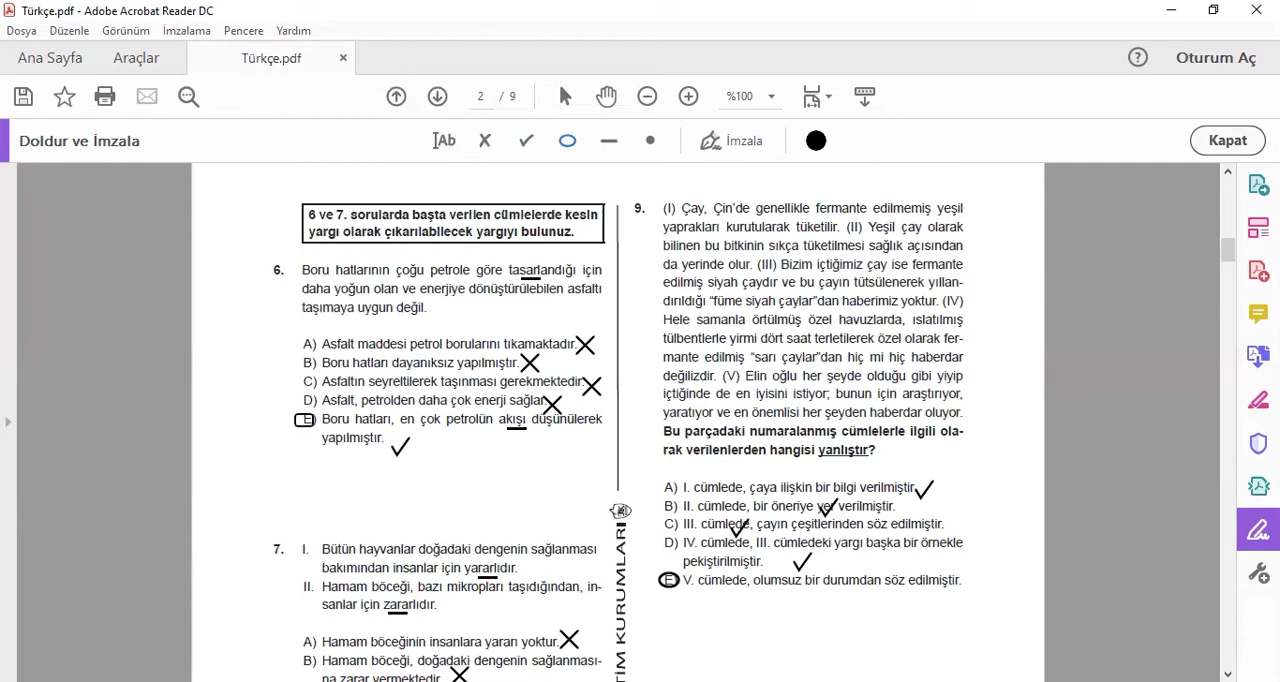 Türkçe.pdf - Adobe Acrobat Reader DC
Dosya Düzenle Görünüm İmzalama Pencere Yardım
Ana Sayfa Araçlar Türkçe.pdf × ? Oturum Aç
2 / 9 %100
Doldur ve İmzala IAb İmzala Kapat
6 ve 7. sorularda başta verilen cümlelerde kesin
yargı olarak çıkarılabilecek yargıyı bulunuz.
6. Boru hatlarının çoğu petrole göre tasarlandığı için
daha yoğun olan ve enerjiye dönüştürülebilen asfaltı
taşımaya uygun değil.
A) Asfalt maddesi petrol borularını tıkamaktadır.
B) Boru hatları dayanıksız yapılmıştır.
C) Asfaltın seyreltilerek taşınması gerekmektedir.
D) Asfalt, petrolden daha çok enerji sağlar.
E) Boru hatları, en çok petrolün akışı düşünülerek
yapılmıştır.
7. I. Bütün hayvanlar doğadaki dengenin sağlanması
bakımından insanlar için yararlıdır.
II. Hamam böceği, bazı mikropları taşıdığından, in-
sanlar için zararlıdır.
A) Hamam böceğinin insanlara yararı yoktur.
B) Hamam böceği, doğadaki dengenin sağlanması-
na zarar vermektedir.
TİM KURUMLARI
9. (I) Çay, Çin’de genellikle fermante edilmemiş yeşil
yaprakları kurutularak tüketilir. (II) Yeşil çay olarak
bilinen bu bitkinin sıkça tüketilmesi sağlık açısından
da yerinde olur. (III) Bizim içtiğimiz çay ise fermante
edilmiş siyah çaydır ve bu çayın tütsülenerek yıllan-
dırıldığı “füme siyah çaylar”dan haberimiz yoktur. (IV)
Hele samanla örtülmüş özel havuzlarda, ıslatılmış
tülbentlerle yirmi dört saat terletilerek özel olarak fer-
mante edilmiş “sarı çaylar”dan hiç mi hiç haberdar
değilizdir. (V) Elin oğlu her şeyde olduğu gibi yiyip
içtiğinde de en iyisini istiyor; bunun için araştırıyor,
yaratıyor ve en önemlisi her şeyden haberdar oluyor.
Bu parçadaki numaralanmış cümlelerle ilgili ola-
rak verilenlerden hangisi yanlıştır?
A) I. cümlede, çaya ilişkin bir bilgi verilmiştir.
B) II. cümlede, bir öneriye yer verilmiştir.
C) III. cümlede, çayın çeşitlerinden söz edilmiştir.
D) IV. cümlede, III. cümledeki yargı başka bir örnekle
pekiştirilmiştir.
E) V. cümlede, olumsuz bir durumdan söz edilmiştir.